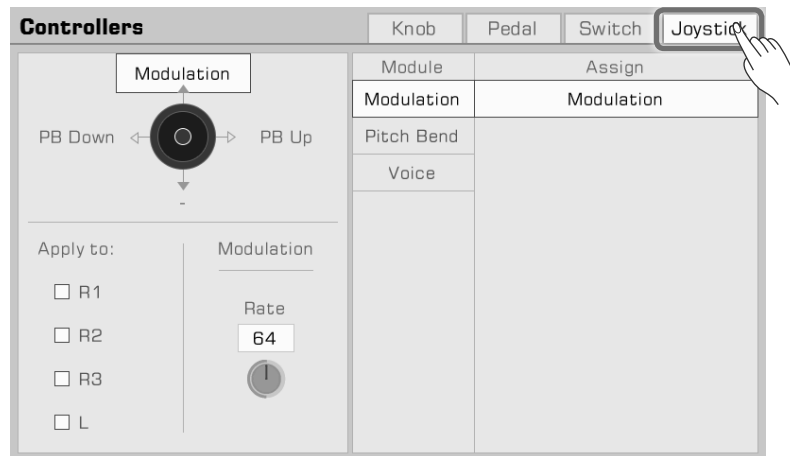 Controllers
Knob
Pedal
Switch
Joystick
Modulation
PB Down
PB Up
-
Apply to:
R1
R2
R3
L
Modulation
Rate
64
Module
Assign
Modulation
Modulation
Pitch Bend
Voice